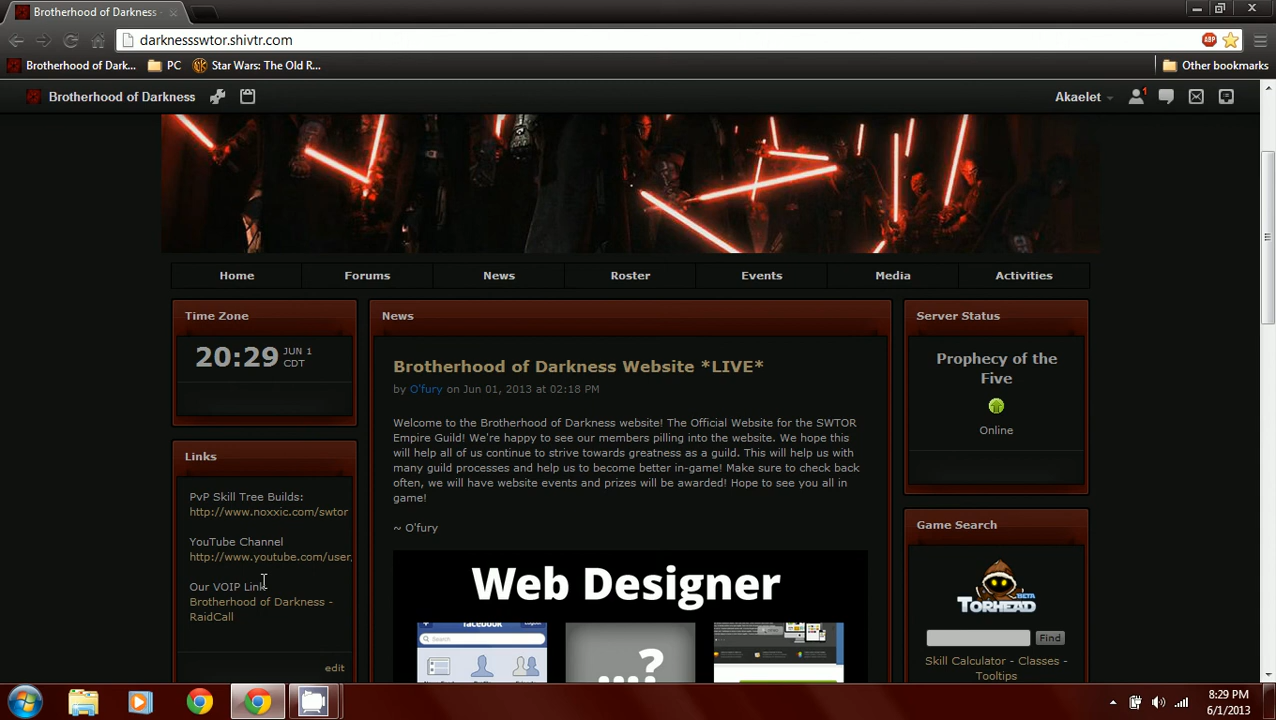 Brotherhood of Darkness -
darknessswtor.shivtr.com
ABP
Brotherhood of Dark...
PC
Star Wars: The Old R...
Other bookmarks
Brotherhood of Darkness
Akaelet
1
Home
Forums
News
Roster
Events
Media
Activities
Time Zone
20:29
JUN 1
CDT
Links
PvP Skill Tree Builds:
http://www.noxxic.com/swtor
YouTube Channel
http://www.youtube.com/user,
Our VOIP Link
Brotherhood of Darkness -
RaidCall
edit
News
Brotherhood of Darkness Website *LIVE*
by O'fury on Jun 01, 2013 at 02:18 PM
Welcome to the Brotherhood of Darkness website! The Official Website for the SWTOR
Empire Guild! We're happy to see our members pilling into the website. We hope this
will help all of us continue to strive towards greatness as a guild. This will help us with
many guild processes and help us to become better in-game! Make sure to check back
often, we will have website events and prizes will be awarded! Hope to see you all in
game!
~ O'fury
Web Designer
facebook
Search
...?
Server Status
Prophecy of the
Five
Online
Game Search
BETA
TORHEAD
Find
Skill Calculator - Classes -
Tooltips
8:29 PM
6/1/2013